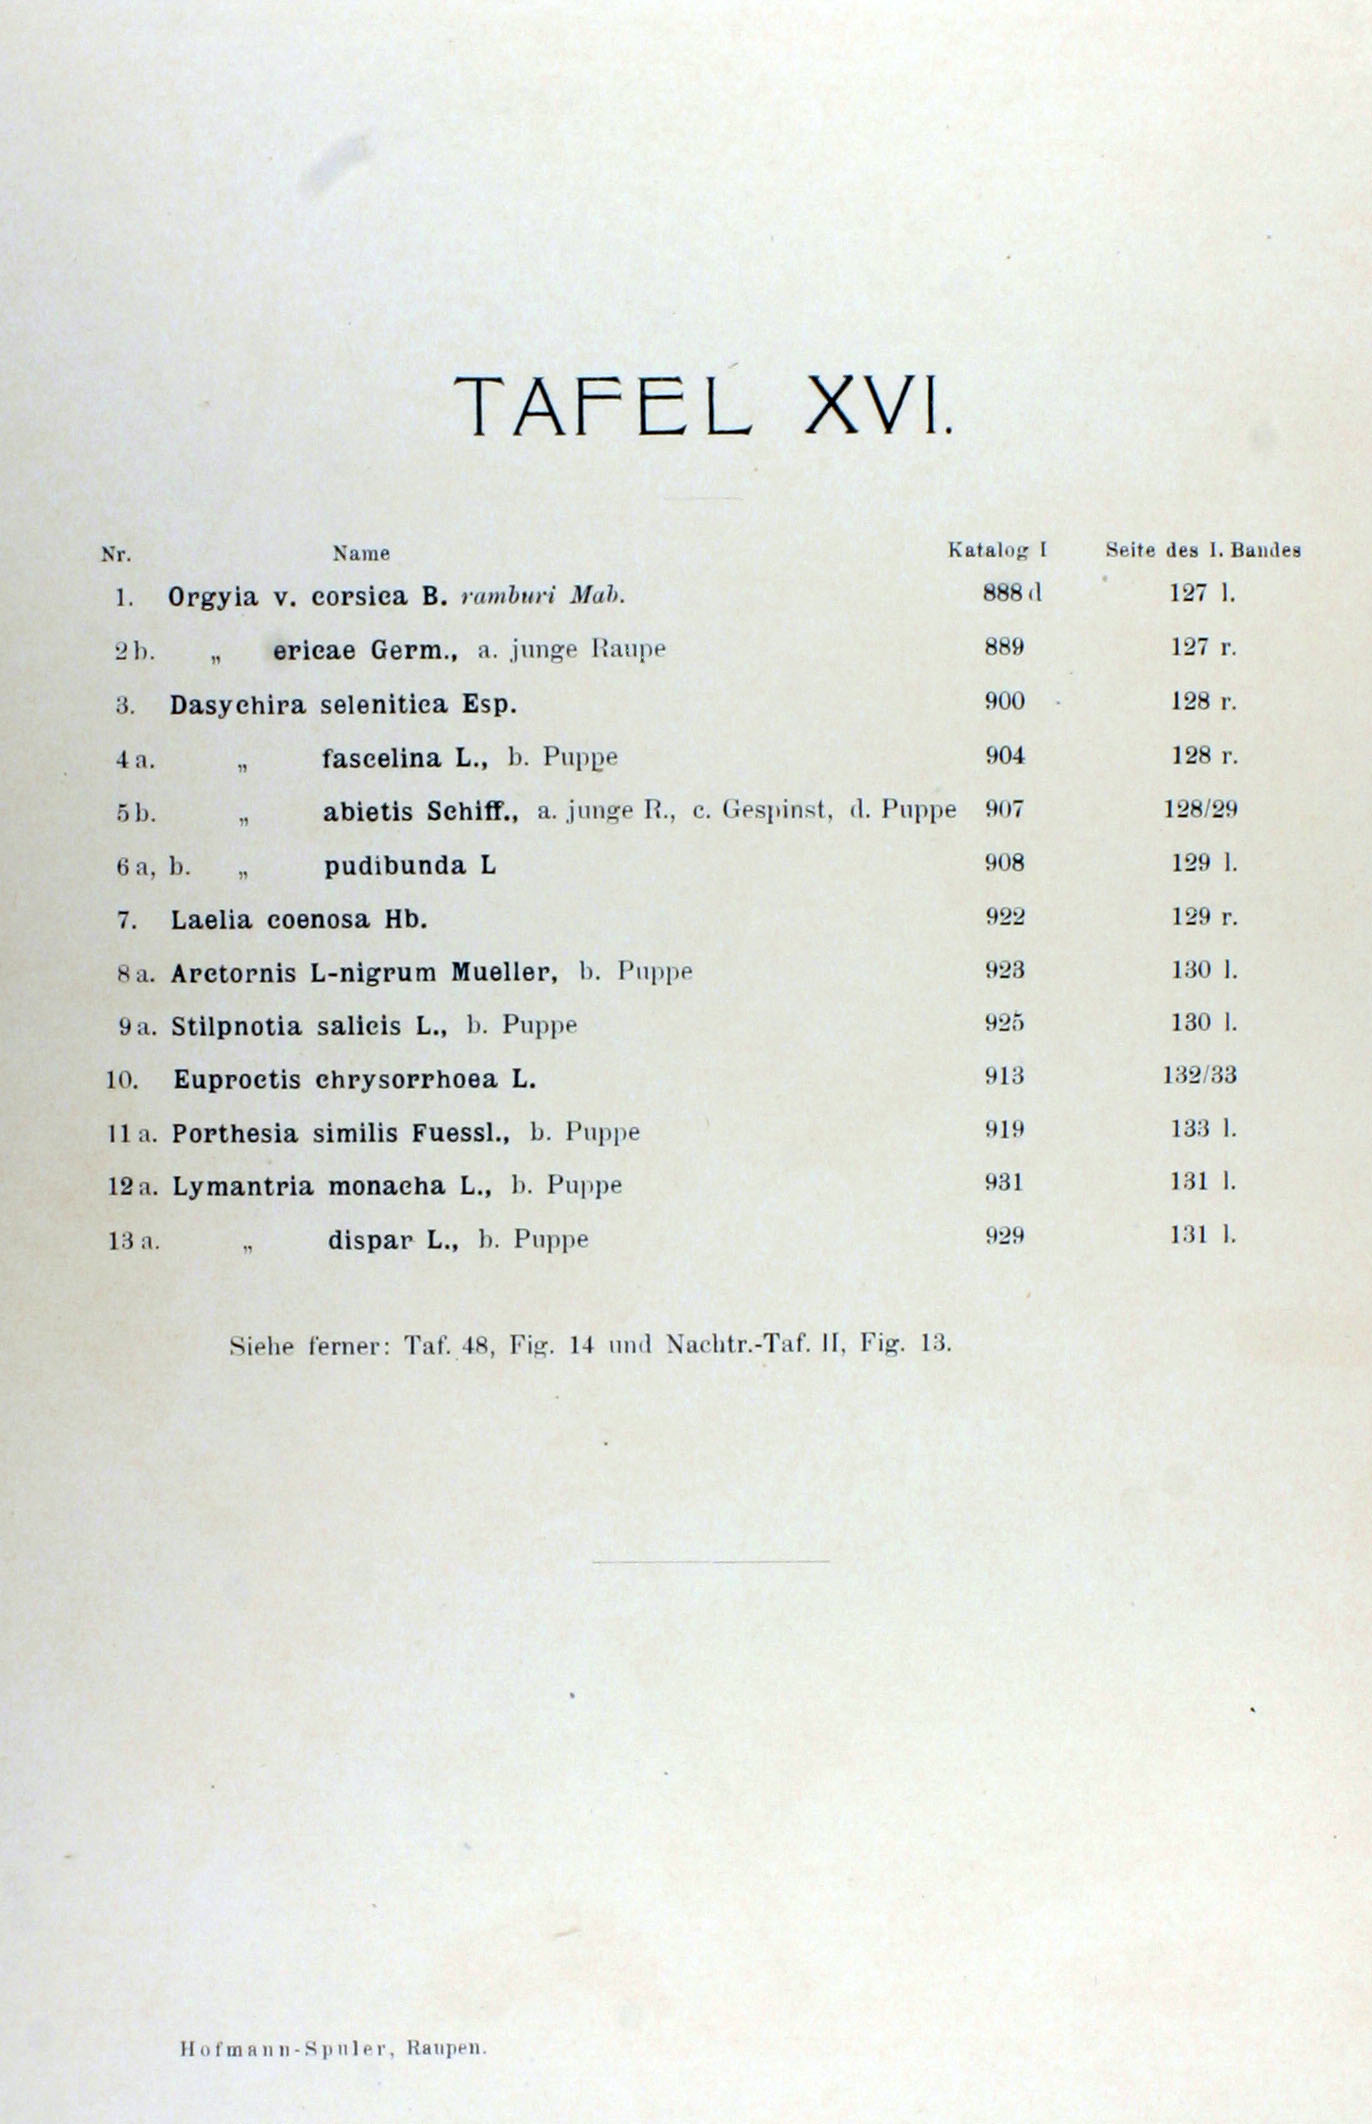 TAFEL XVI.
Nr. Name Katalog I Seite des I. Bandes
1. Orgyia v. corsica B. ramburi Mab. 888 d 127 l.
2 b. „ ericae Germ., a. junge Raupe 889 127 r.
3. Dasychira selenitica Esp. 900 128 r.
4 a. „ fascelina L., b. Puppe 904 128 r.
5 b. „ abietis Schiff., a. junge R., c. Gespinst, d. Puppe 907 128/29
6 a, b. „ pudibunda L 908 129 l.
7. Laelia coenosa Hb. 922 129 r.
8 a. Arctornis L-nigrum Mueller, b. Puppe 923 130 l.
9 a. Stilpnotia salicis L., b. Puppe 925 130 l.
10. Euproctis chrysorrhoea L. 913 132/33
11 a. Porthesia similis Fuessl., b. Puppe 919 133 l.
12 a. Lymantria monacha L., b. Puppe 931 131 l.
13 a. „ dispar L., b. Puppe 929 131 l.
Siehe ferner: Taf. 48, Fig. 14 und Nachtr.-Taf. II, Fig. 13.
Hofmann-Spuler, Raupen.